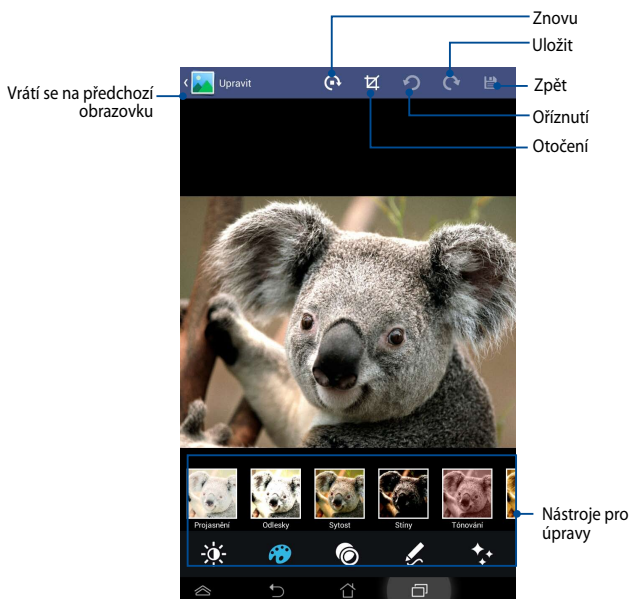 Znovu
Uložit
Upravit
Zpět
Vrátí se na předchozí
obrazovku
Oříznutí
Otočení
Projasnění
Odlesky
Sytost
Stíny
Tónování
Nástroje pro
úpravy